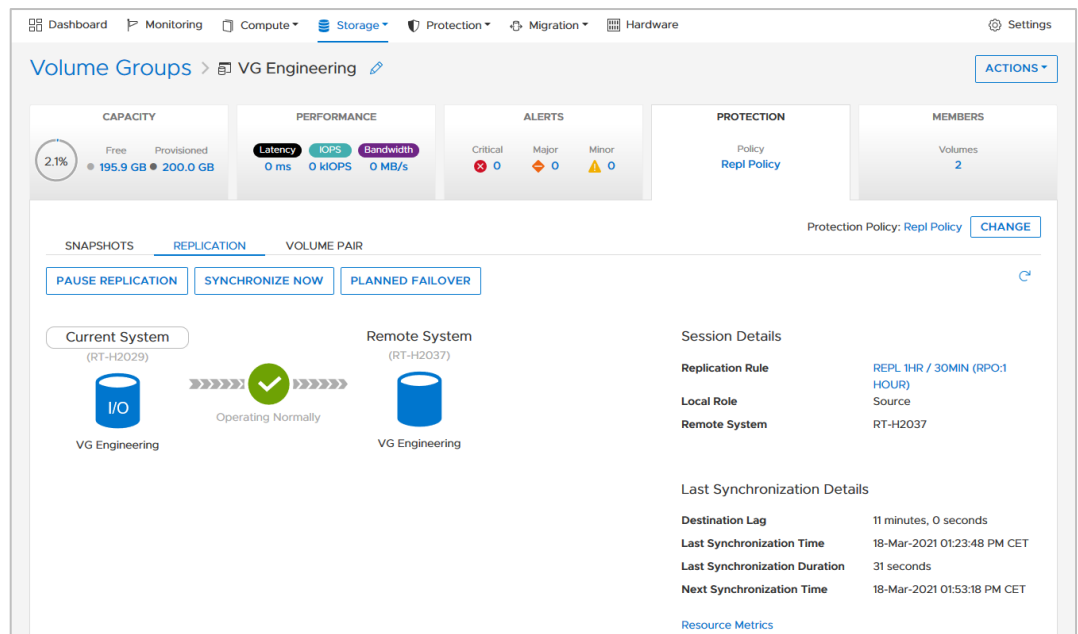 Dashboard Monitoring Compute Storage Protection Migration Hardware Settings
Volume Groups > VG Engineering
ACTIONS
CAPACITY
2.1%
Free Provisioned
195.9 GB 200.0 GB
PERFORMANCE
Latency IOPS Bandwidth
0 ms 0 kIOPS 0 MB/s
ALERTS
Critical Major Minor
0 0 0
PROTECTION
Policy
Repl Policy
MEMBERS
Volumes
2
Protection Policy: Repl Policy CHANGE
SNAPSHOTS REPLICATION VOLUME PAIR
PAUSE REPLICATION SYNCHRONIZE NOW PLANNED FAILOVER
Current System
(RT-H2029)
I/O
VG Engineering
Operating Normally
Remote System
(RT-H2037)
VG Engineering
Session Details
Replication Rule REPL 1HR / 30MIN (RPO:1
HOUR)
Local Role Source
Remote System RT-H2037
Last Synchronization Details
Destination Lag 11 minutes, 0 seconds
Last Synchronization Time 18-Mar-2021 01:23:48 PM CET
Last Synchronization Duration 31 seconds
Next Synchronization Time 18-Mar-2021 01:53:18 PM CET
Resource Metrics